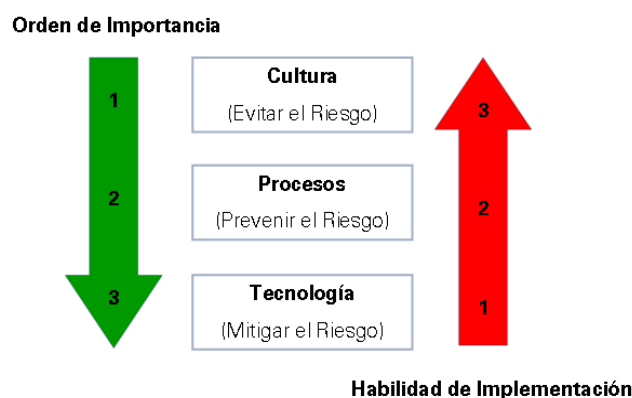 Orden de Importancia
1
Cultura
(Evitar el Riesgo)
3
2
Procesos
(Prevenir el Riesgo)
2
3
Tecnología
(Mitigar el Riesgo)
1
Habilidad de Implementación